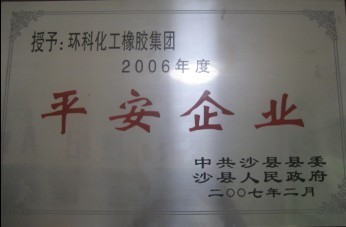 授予：环科化工橡胶集团
2006年度
平安企业
中共沙县县委
沙县人民政府
二〇〇七年二月